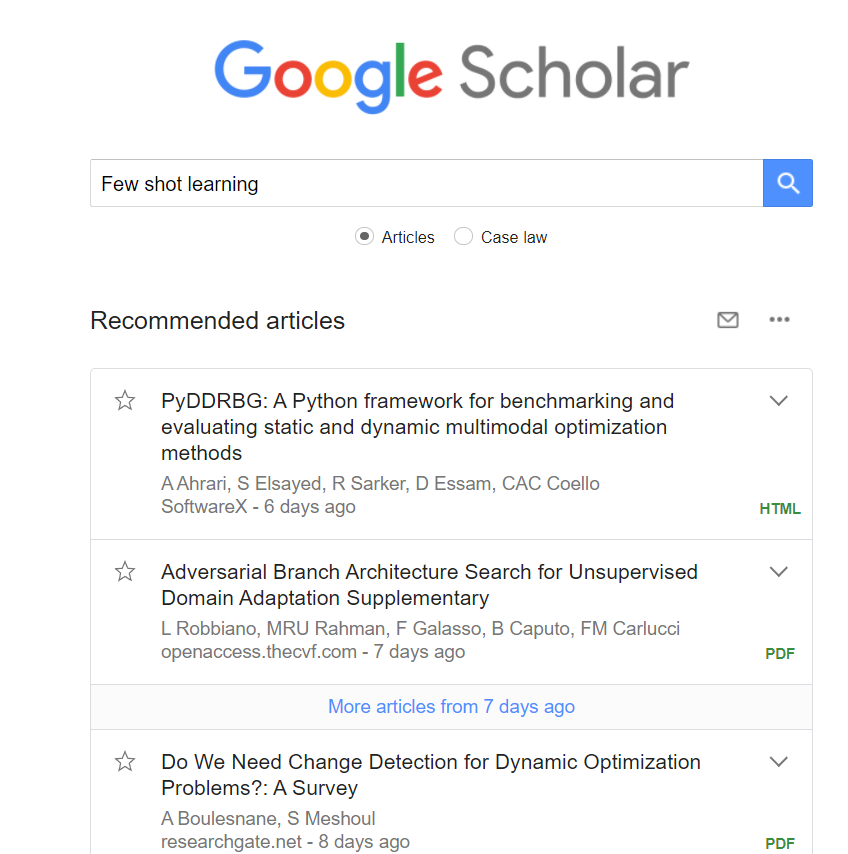 Google Scholar
Few shot learning
Articles Case law
Recommended articles
PyDDRBG: A Python framework for benchmarking and
evaluating static and dynamic multimodal optimization
methods
A Ahrari, S Elsayed, R Sarker, D Essam, CAC Coello
SoftwareX - 6 days ago
HTML
Adversarial Branch Architecture Search for Unsupervised
Domain Adaptation Supplementary
L Robbiano, MRU Rahman, F Galasso, B Caputo, FM Carlucci
openaccess.thecvf.com - 7 days ago
PDF
More articles from 7 days ago
Do We Need Change Detection for Dynamic Optimization
Problems?: A Survey
A Boulesnane, S Meshoul
researchgate.net - 8 days ago
PDF